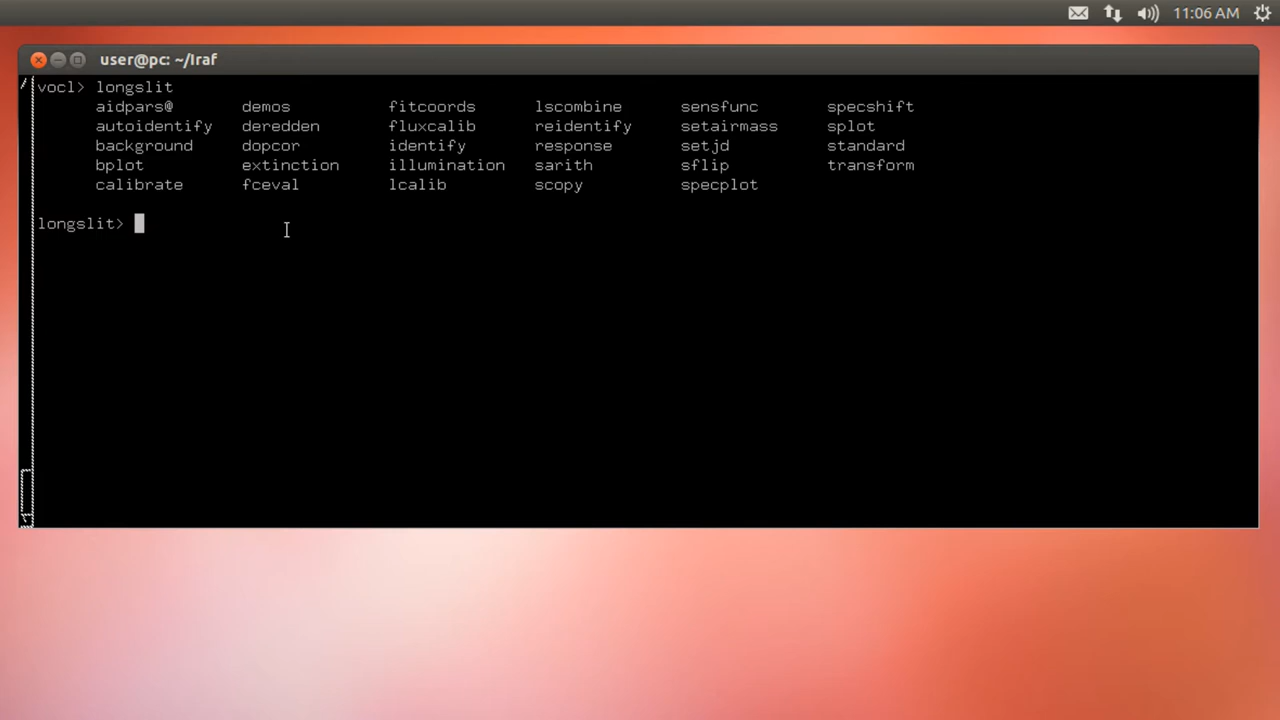 11:06 AM
user@pc: ~/Iraf
vocl> longslit
aidpars@ demos fitcoords lscombine sensfunc specshift
autoidentify deredden fluxcalib reidentify setairmass splot
background dopcor identify response setjd standard
bplot extinction illumination sarith sflip transform
calibrate fceval lcalib scopy specplot
longslit>